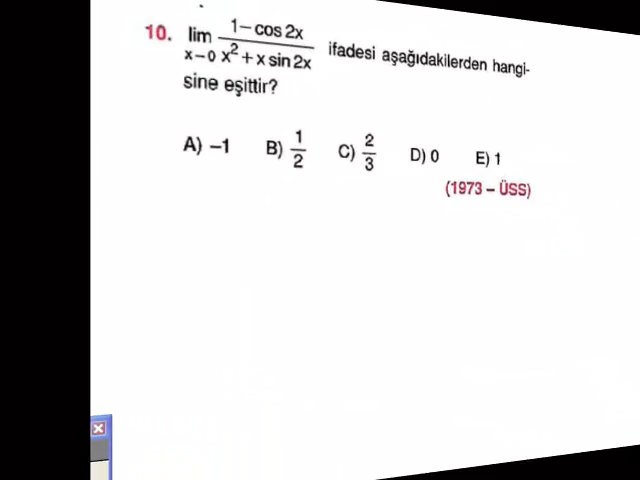 10. lim 1–cos 2x
x→0 x²+x sin 2x ifadesi aşağıdakilerden hangi-
sine eşittir?
A) –1 B) 1/2 C) 2/3 D) 0 E) 1
(1973 – ÜSS)